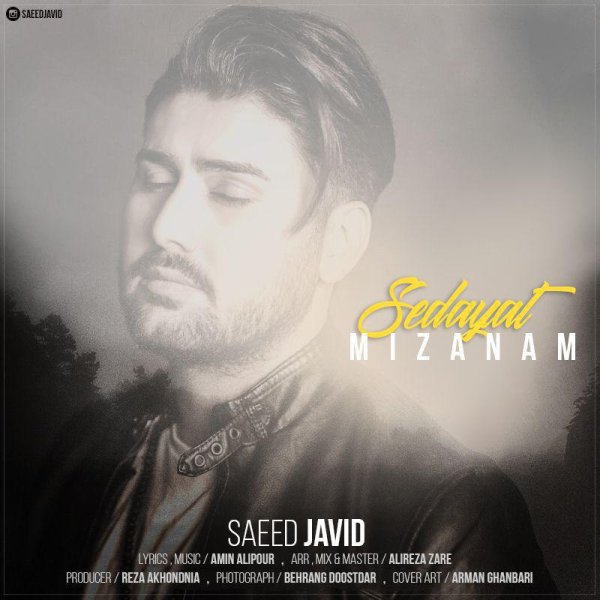 SAEEDJAVID
Sedayat
MIZANAM
SAEED JAVID
LYRICS , MUSIC / AMIN ALIPOUR , ARR , MIX & MASTER / ALIREZA ZARE
PRODUCER / REZA AKHONDNIA , PHOTOGRAPH / BEHRANG DOOSTDAR , COVER ART / ARMAN GHANBARI